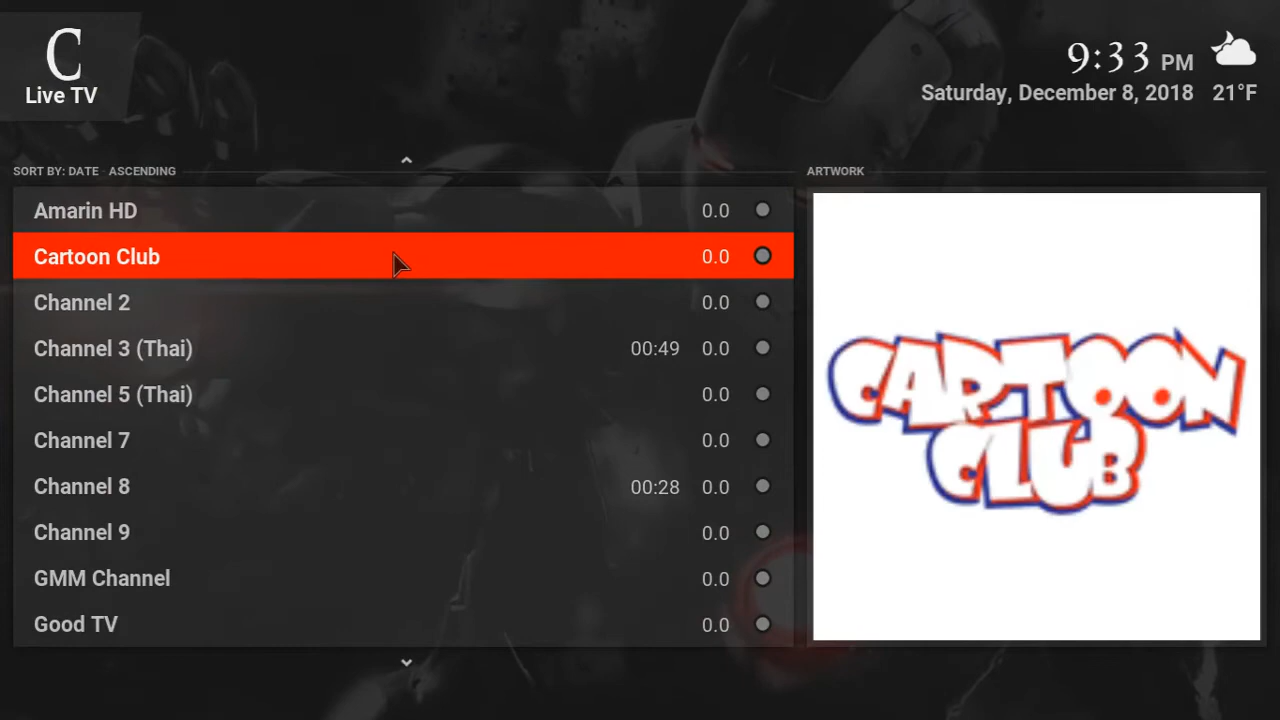 C
Live TV
9:33 PM
Saturday, December 8, 2018 21°F
SORT BY: DATE · ASCENDING
Amarin HD 0.0
Cartoon Club 0.0
Channel 2 0.0
Channel 3 (Thai) 00:49 0.0
Channel 5 (Thai) 0.0
Channel 7 0.0
Channel 8 00:28 0.0
Channel 9 0.0
GMM Channel 0.0
Good TV 0.0
ARTWORK
CARTOON
CLUB